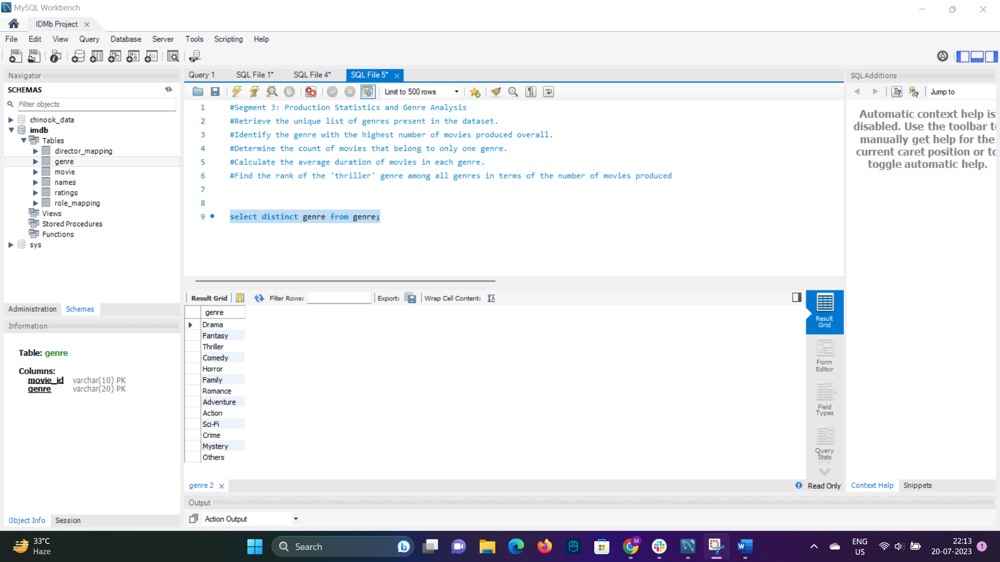 MySQL Workbench
IDMb Project
File Edit View Query Database Server Tools Scripting Help
Navigator
SCHEMAS
Filter objects
chinook_data
imdb
Tables
director_mapping
genre
movie
names
ratings
role_mapping
Views
Stored Procedures
Functions
sys
Administration Schemas
Information
Table: genre
Columns:
movie_id varchar(10) PK
genre varchar(20) PK
Object Info Session
Query 1 SQL File 1* SQL File 4* SQL File 5*
Limit to 500 rows
1 #Segment 3: Production Statistics and Genre Analysis
2 #Retrieve the unique list of genres present in the dataset.
3 #Identify the genre with the highest number of movies produced overall.
4 #Determine the count of movies that belong to only one genre.
5 #Calculate the average duration of movies in each genre.
6 #Find the rank of the 'thriller' genre among all genres in terms of the number of movies produced
7
8
9 select distinct genre from genre;
Result Grid Filter Rows: Export: Wrap Cell Content:
genre
Drama
Fantasy
Thriller
Comedy
Horror
Family
Romance
Adventure
Action
Sci-Fi
Crime
Mystery
Others
Result
Grid
Form
Editor
Field
Types
Query
Stats
genre 2
Read Only
Output
Action Output
SQLAdditions
Jump to
Automatic context help is
disabled. Use the toolbar to
manually get help for the
current caret position or to
toggle automatic help.
Context Help Snippets
33°C
Haze
Search
ENG
US
22:13
20-07-2023
1